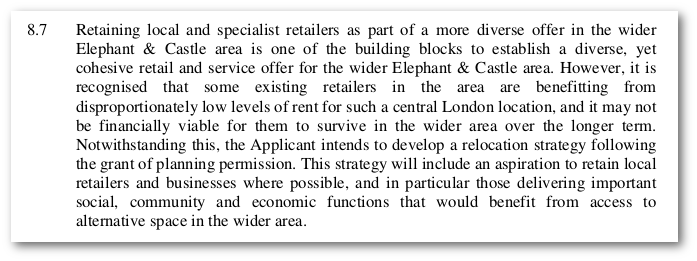 8.7 Retaining local and specialist retailers as part of a more diverse offer in the wider
Elephant & Castle area is one of the building blocks to establish a diverse, yet
cohesive retail and service offer for the wider Elephant & Castle area. However, it is
recognised that some existing retailers in the area are benefitting from
disproportionately low levels of rent for such a central London location, and it may not
be financially viable for them to survive in the wider area over the longer term.
Notwithstanding this, the Applicant intends to develop a relocation strategy following
the grant of planning permission. This strategy will include an aspiration to retain local
retailers and businesses where possible, and in particular those delivering important
social, community and economic functions that would benefit from access to
alternative space in the wider area.